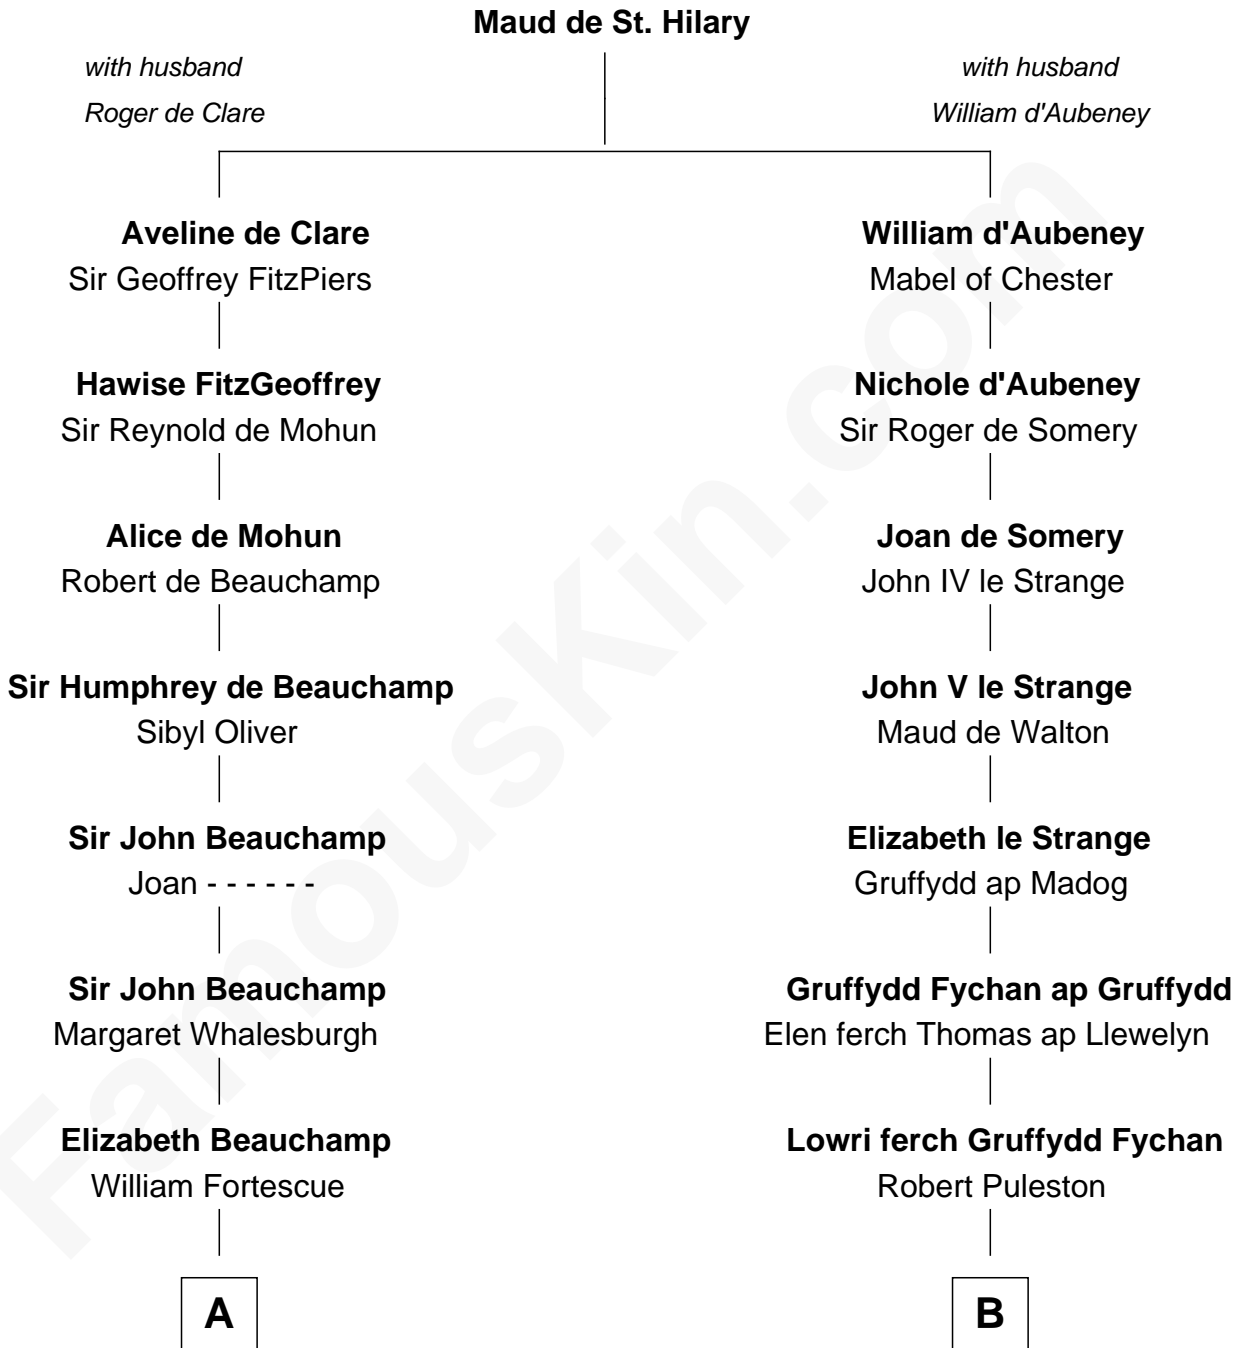 Maud de St. Hilary
with husband
Roger de Clare
with husband
William d'Aubeney
Aveline de Clare
Sir Geoffrey FitzPiers
Hawise FitzGeoffrey
Sir Reynold de Mohun
Alice de Mohun
Robert de Beauchamp
Sir Humphrey de Beauchamp
Sibyl Oliver
Sir John Beauchamp
Joan - - - - - -
Sir John Beauchamp
Margaret Whalesburgh
Elizabeth Beauchamp
William Fortescue
A
William d'Aubeney
Mabel of Chester
Nichole d'Aubeney
Sir Roger de Somery
Joan de Somery
John IV le Strange
John V le Strange
Maud de Walton
Elizabeth le Strange
Gruffydd ap Madog
Gruffydd Fychan ap Gruffydd
Elen ferch Thomas ap Llewelyn
Lowri ferch Gruffydd Fychan
Robert Puleston
B
FamousKin.com